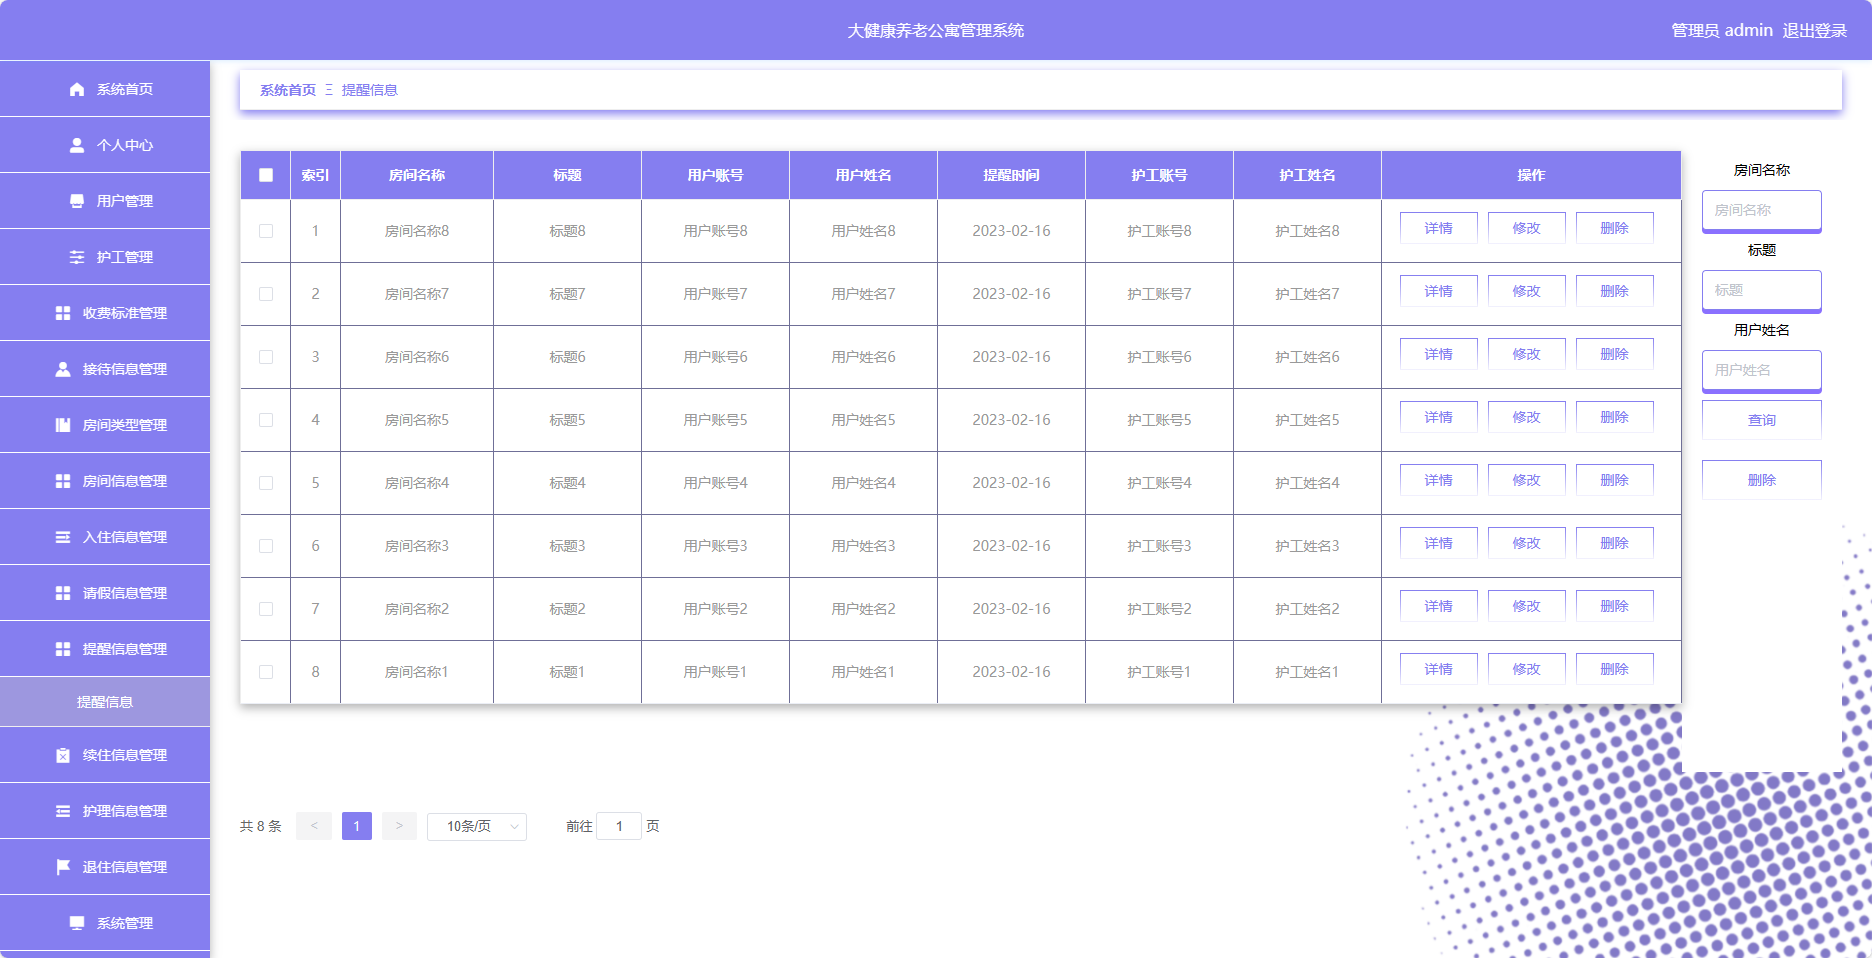 大健康养老公寓管理系统
管理员 admin 退出登录
系统首页
个人中心
用户管理
护工管理
收费标准管理
接待信息管理
房间类型管理
房间信息管理
入住信息管理
请假信息管理
提醒信息管理
提醒信息
续住信息管理
护理信息管理
退住信息管理
系统管理
系统首页 Ξ 提醒信息
索引 房间名称 标题 用户账号 用户姓名 提醒时间 护工账号 护工姓名 操作
1 房间名称8 标题8 用户账号8 用户姓名8 2023-02-16 护工账号8 护工姓名8 详情 修改 删除
2 房间名称7 标题7 用户账号7 用户姓名7 2023-02-16 护工账号7 护工姓名7 详情 修改 删除
3 房间名称6 标题6 用户账号6 用户姓名6 2023-02-16 护工账号6 护工姓名6 详情 修改 删除
4 房间名称5 标题5 用户账号5 用户姓名5 2023-02-16 护工账号5 护工姓名5 详情 修改 删除
5 房间名称4 标题4 用户账号4 用户姓名4 2023-02-16 护工账号4 护工姓名4 详情 修改 删除
6 房间名称3 标题3 用户账号3 用户姓名3 2023-02-16 护工账号3 护工姓名3 详情 修改 删除
7 房间名称2 标题2 用户账号2 用户姓名2 2023-02-16 护工账号2 护工姓名2 详情 修改 删除
8 房间名称1 标题1 用户账号1 用户姓名1 2023-02-16 护工账号1 护工姓名1 详情 修改 删除
房间名称
房间名称
标题
标题
用户姓名
用户姓名
查询
删除
共 8 条 < 1 > 10条/页 前往 1 页